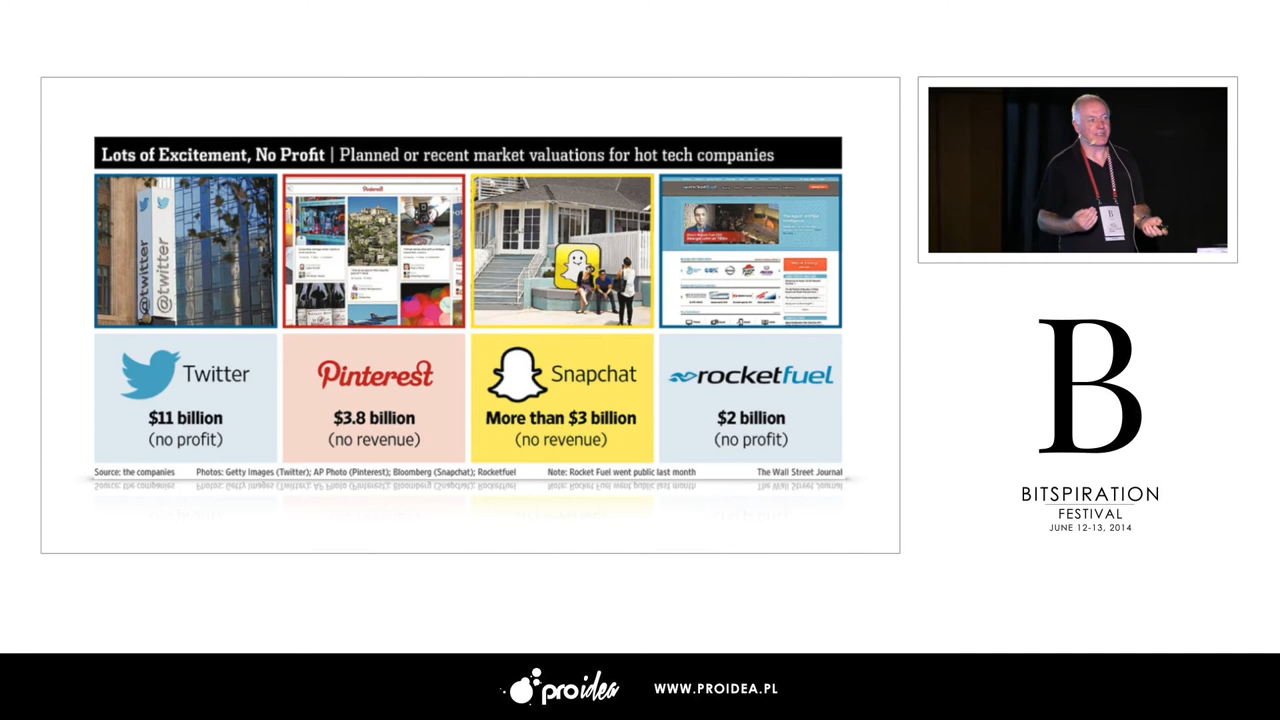 Lots of Excitement, No Profit | Planned or recent market valuations for hot tech companies
@twitter
@twitter
Pinterest
Twitter
$11 billion
(no profit)
Pinterest
$3.8 billion
(no revenue)
Snapchat
More than $3 billion
(no revenue)
rocketfuel
$2 billion
(no profit)
Source: the companies Photos: Getty Images (Twitter); AP Photo (Pinterest); Bloomberg (Snapchat); Rocketfuel Note: Rocket Fuel went public last month The Wall Street Journal
B
B
BITSPIRATION
FESTIVAL
JUNE 12-13, 2014
proidea WWW.PROIDEA.PL